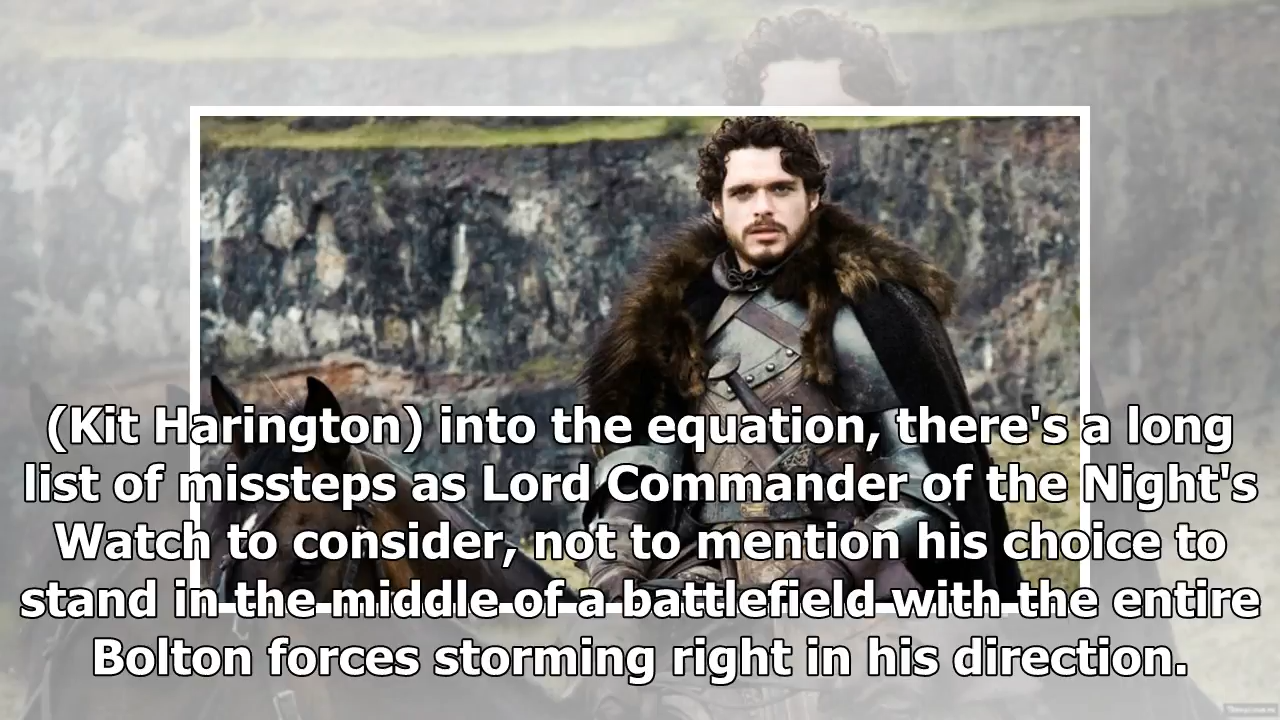 (Kit Harington) into the equation, there's a long
list of missteps as Lord Commander of the Night's
Watch to consider, not to mention his choice to
stand in the middle of a battlefield with the entire
Bolton forces storming right in his direction.